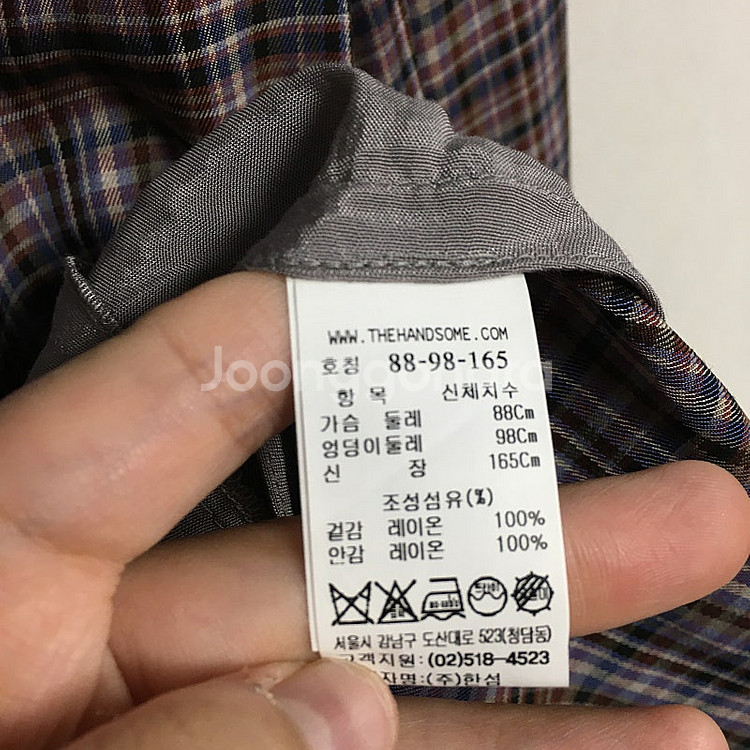 WWW.THEHANDSOME.COM
호칭 88-98-165
Joonggonara
항 목 신체치수
가슴 둘레 88Cm
엉덩이둘레 98Cm
신 장 165Cm
조성섬유(%)
겉감 레이온 100%
안감 레이온 100%
서울시 강남구 도산대로 523(청담동)
고객지원: (02)518-4523
자명: (주)한섬